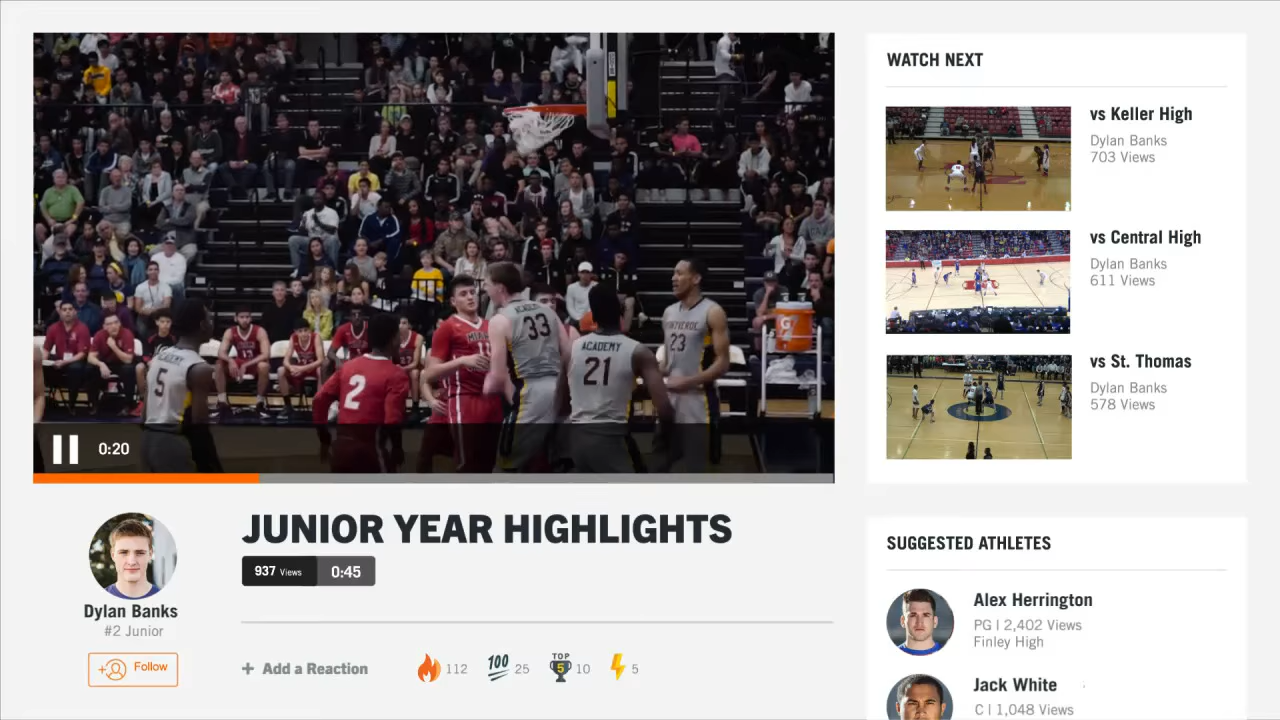 ACADEMY
5
2
33
ACADEMY
21
23
0:20
JUNIOR YEAR HIGHLIGHTS
937 Views 0:45
Dylan Banks
#2 Junior
Follow
+ Add a Reaction
112
100
25
TOP
5
10
5
WATCH NEXT
vs Keller High
Dylan Banks
703 Views
vs Central High
Dylan Banks
611 Views
vs St. Thomas
Dylan Banks
578 Views
SUGGESTED ATHLETES
Alex Herrington
PG | 2,402 Views
Finley High
Jack White
C | 1,048 Views